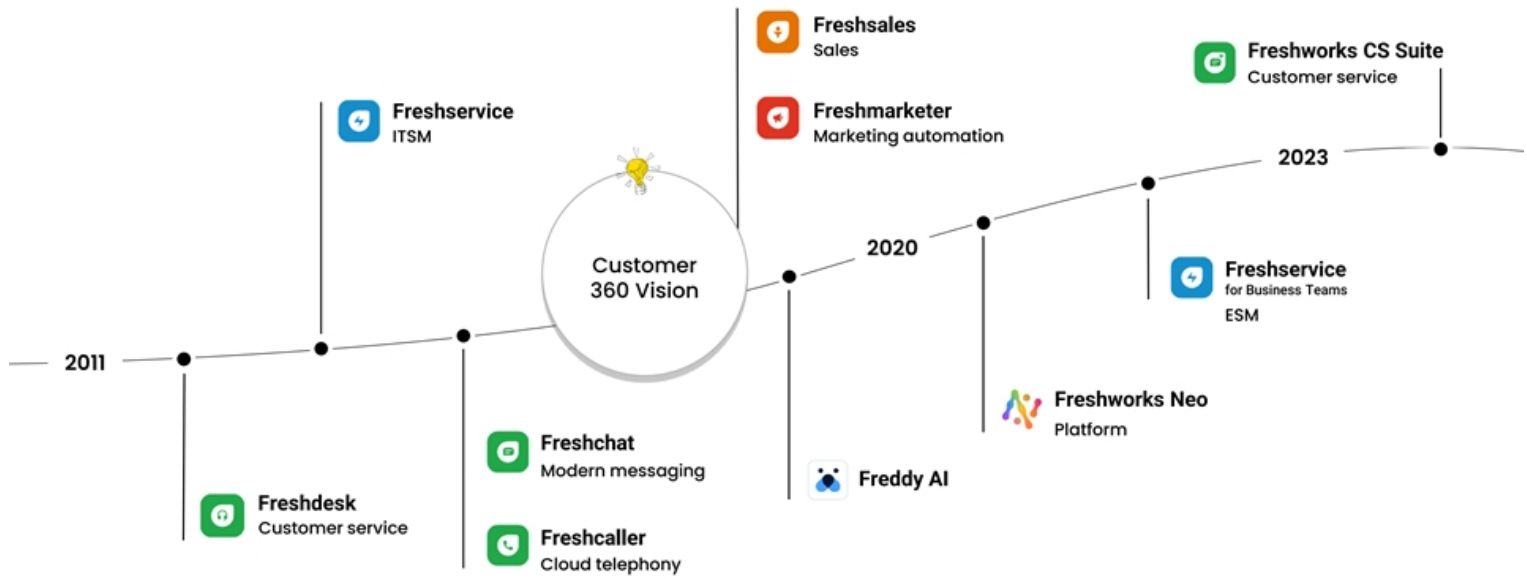 Freshsales
Sales
Freshmarketer
Marketing automation
Freshworks CS Suite
Customer service
Freshservice
ITSM
2023
Customer
360 Vision
2020
Freshservice
for Business Teams
ESM
2011
Freshworks Neo
Platform
Freshchat
Modern messaging
Freddy AI
Freshdesk
Customer service
Freshcaller
Cloud telephony